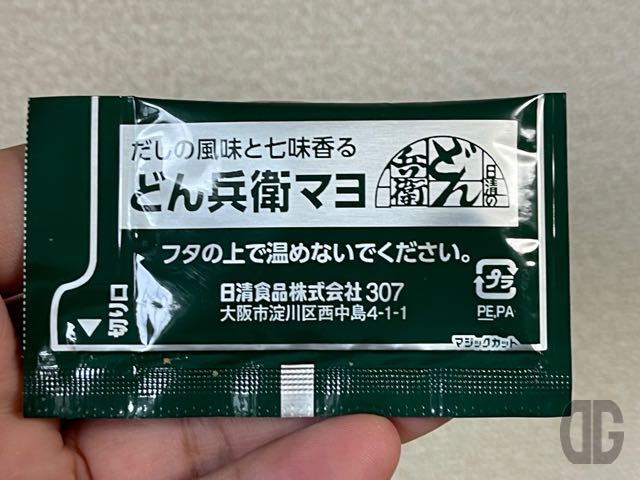 だしの風味と七味香る
どん兵衛マヨ
日清の
どん
兵衛
フタの上で温めないでください。
日清食品株式会社 307
大阪市淀川区西中島4-1-1
切り口
プラ
PE,PA
マジックカット
DG